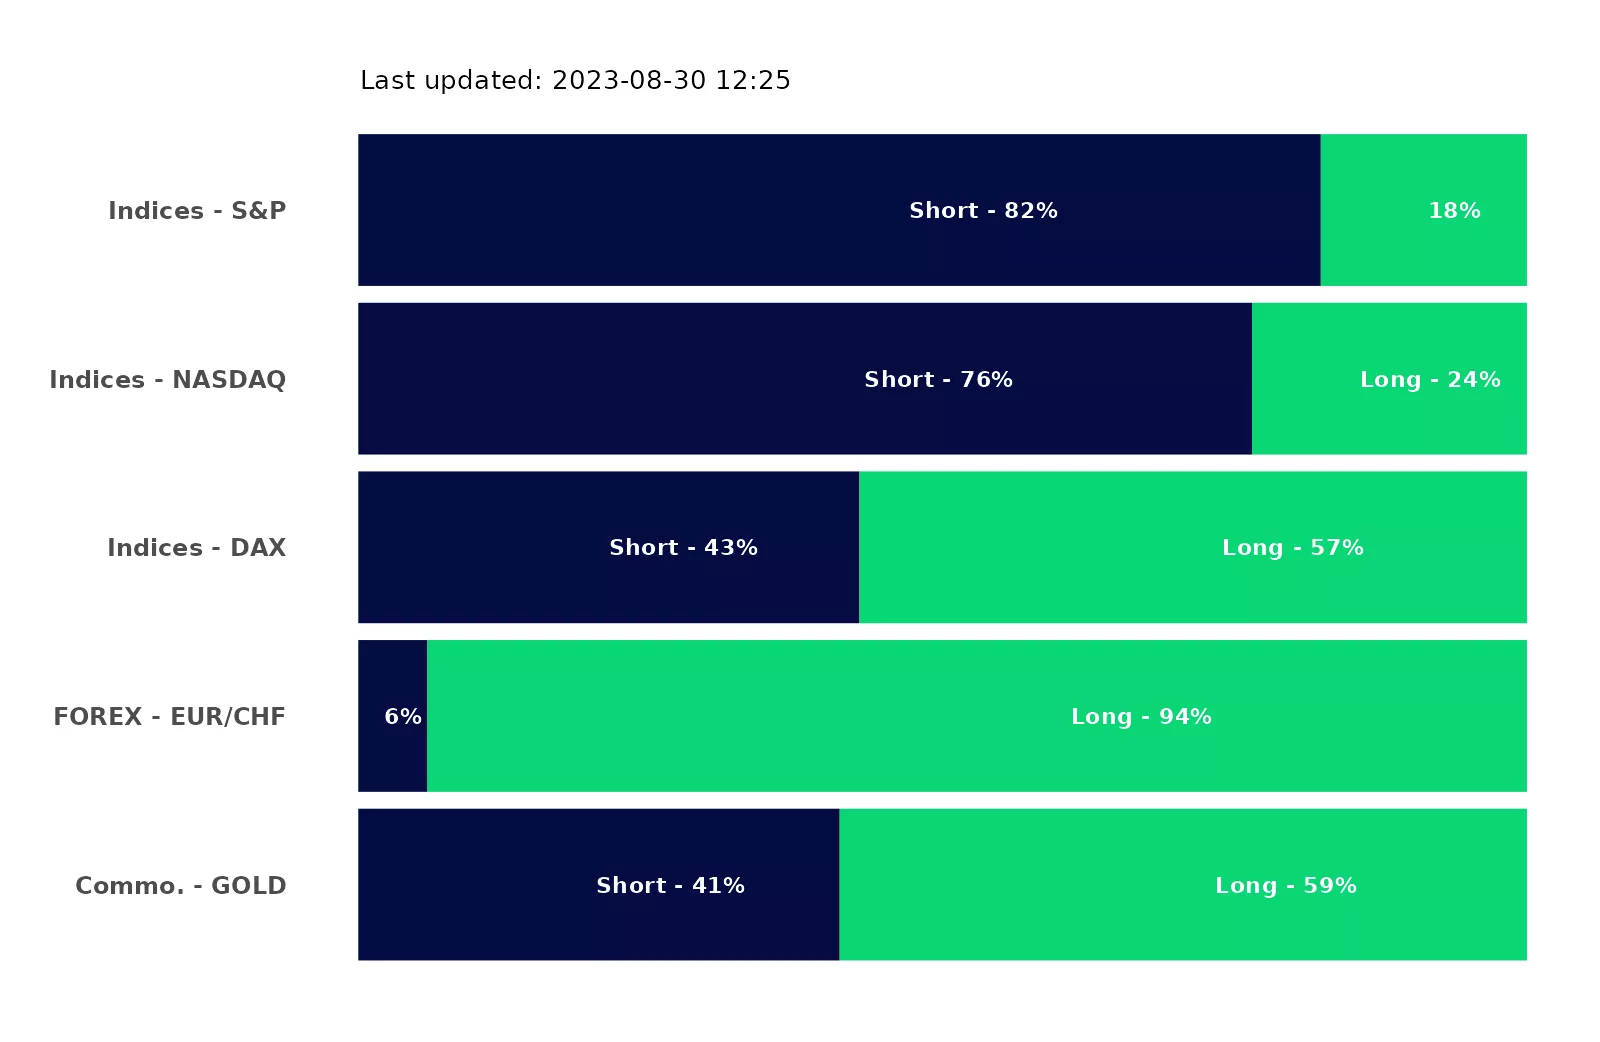 Last updated: 2023-08-30 12:25
Indices - S&P
Short - 82%
18%
Indices - NASDAQ
Short - 76%
Long - 24%
Indices - DAX
Short - 43%
Long - 57%
FOREX - EUR/CHF
6%
Long - 94%
Commo. - GOLD
Short - 41%
Long - 59%